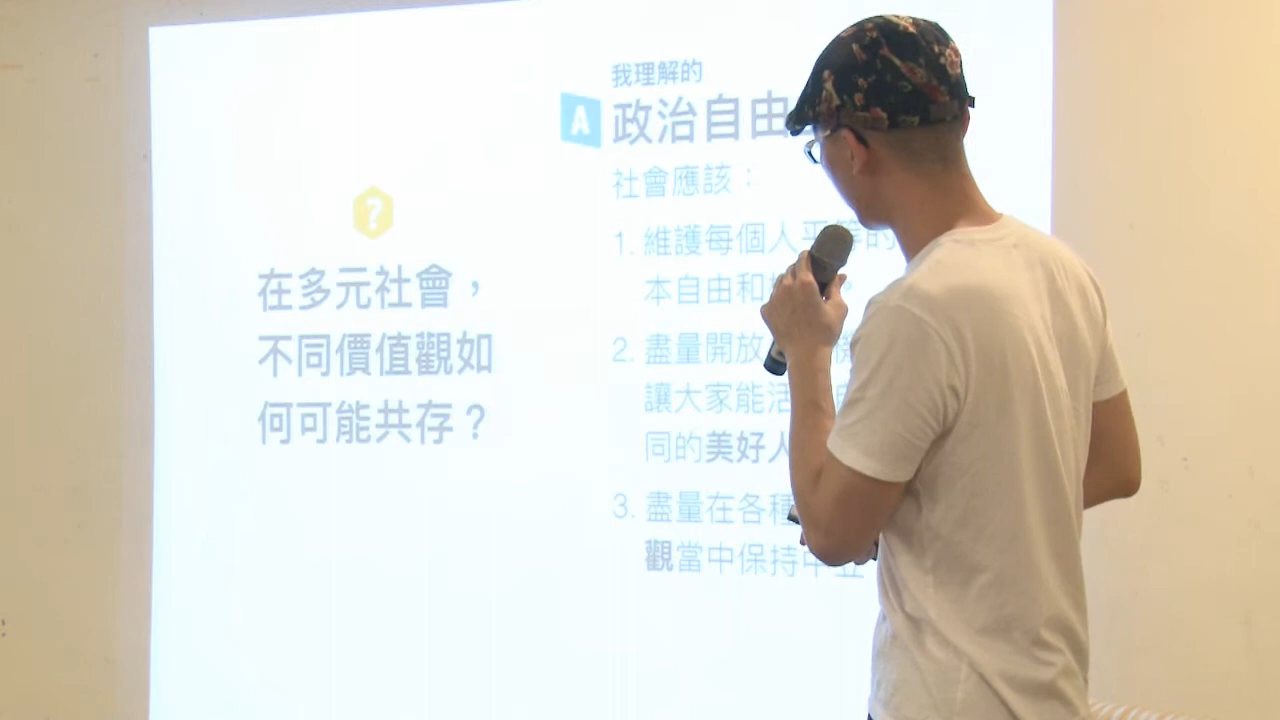 ?
在多元社會，
不同價值觀如
何可能共存？
我理解的
A 政治自由
社會應該：
1. 維護每個人平等的
本自由和
2. 盡量開放
讓大家能活
同的美好人
3. 盡量在各種
觀當中保持中立